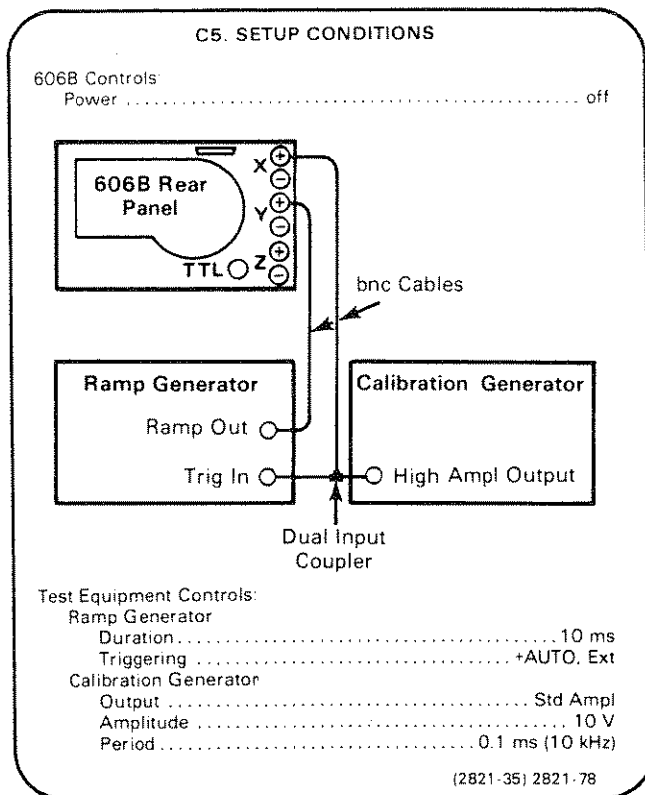 C5. SETUP CONDITIONS
606B Controls:
Power ................................................ off
606B Rear
Panel
X
+
−
Y
+
−
Z
+
−
TTL
bnc Cables
Ramp Generator
Ramp Out
Trig In
Calibration Generator
High Ampl Output
Dual Input
Coupler
Test Equipment Controls:
Ramp Generator
Duration ........................................ 10 ms
Triggering ................................ +AUTO, Ext
Calibration Generator
Output ...................................... Std Ampl
Amplitude ....................................... 10 V
Period ............................. 0.1 ms (10 kHz)
(2821-35) 2821-78